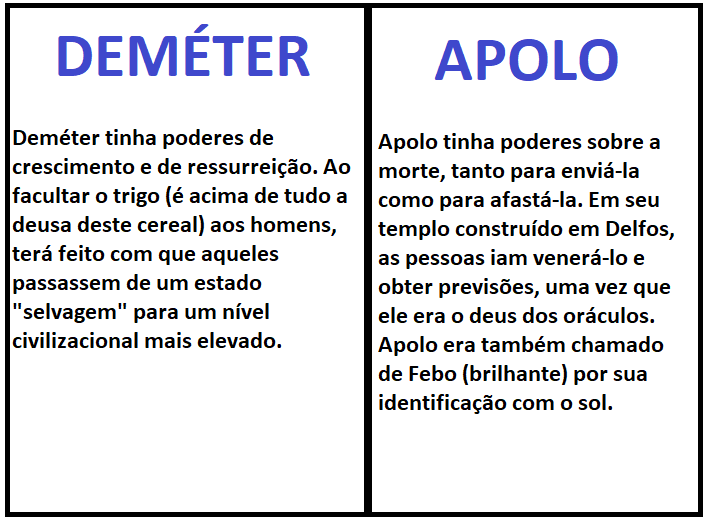 DEMÉTER
Deméter tinha poderes de
crescimento e de ressurreição. Ao
facultar o trigo (é acima de tudo a
deusa deste cereal) aos homens,
terá feito com que aqueles
passassem de um estado
"selvagem" para um nível
civilizacional mais elevado.
APOLO
Apolo tinha poderes sobre a
morte, tanto para enviá-la
como para afastá-la. Em seu
templo construído em Delfos,
as pessoas iam venerá-lo e
obter previsões, uma vez que
ele era o deus dos oráculos.
Apolo era também chamado
de Febo (brilhante) por sua
identificação com o sol.